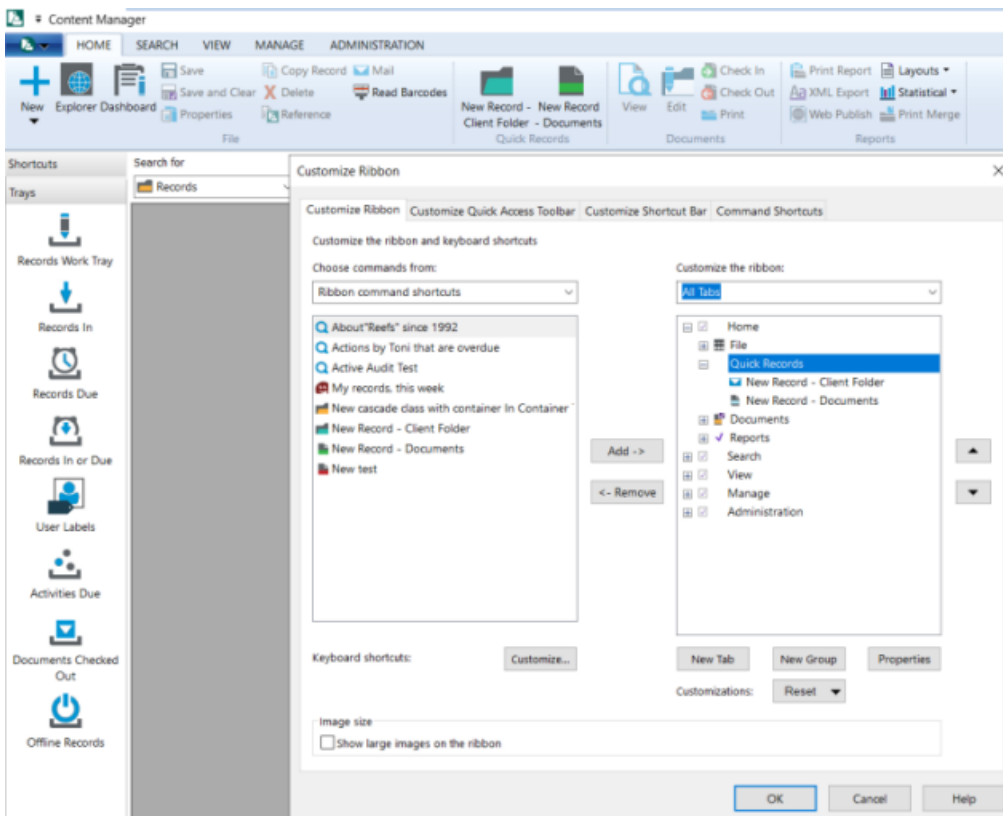 Content Manager
HOME SEARCH VIEW MANAGE ADMINISTRATION
New
Explorer
Dashboard
Save
Save and Clear
Properties
Copy Record
Delete
Reference
Mail
Read Barcodes
File
New Record - Client Folder
New Record - Documents
Quick Records
View
Edit
Check In
Check Out
Print
Documents
Print Report
XML Export
Web Publish
Layouts
Statistical
Print Merge
Reports
Shortcuts
Trays
Records Work Tray
Records In
Records Due
Records In or Due
User Labels
Activities Due
Documents Checked
Out
Offline Records
Search for
Records
Customize Ribbon
Customize Ribbon Customize Quick Access Toolbar Customize Shortcut Bar Command Shortcuts
Customize the ribbon and keyboard shortcuts
Choose commands from:
Ribbon command shortcuts
About"Reefs" since 1992
Actions by Toni that are overdue
Active Audit Test
My records, this week
New cascade class with container In Container
New Record - Client Folder
New Record - Documents
New test
Add ->
<- Remove
Customize the ribbon:
All Tabs
Home
File
Quick Records
New Record - Client Folder
New Record - Documents
Documents
Reports
Search
View
Manage
Administration
Keyboard shortcuts:
Customize...
New Tab
New Group
Properties
Customizations:
Reset
Image size
Show large images on the ribbon
OK
Cancel
Help